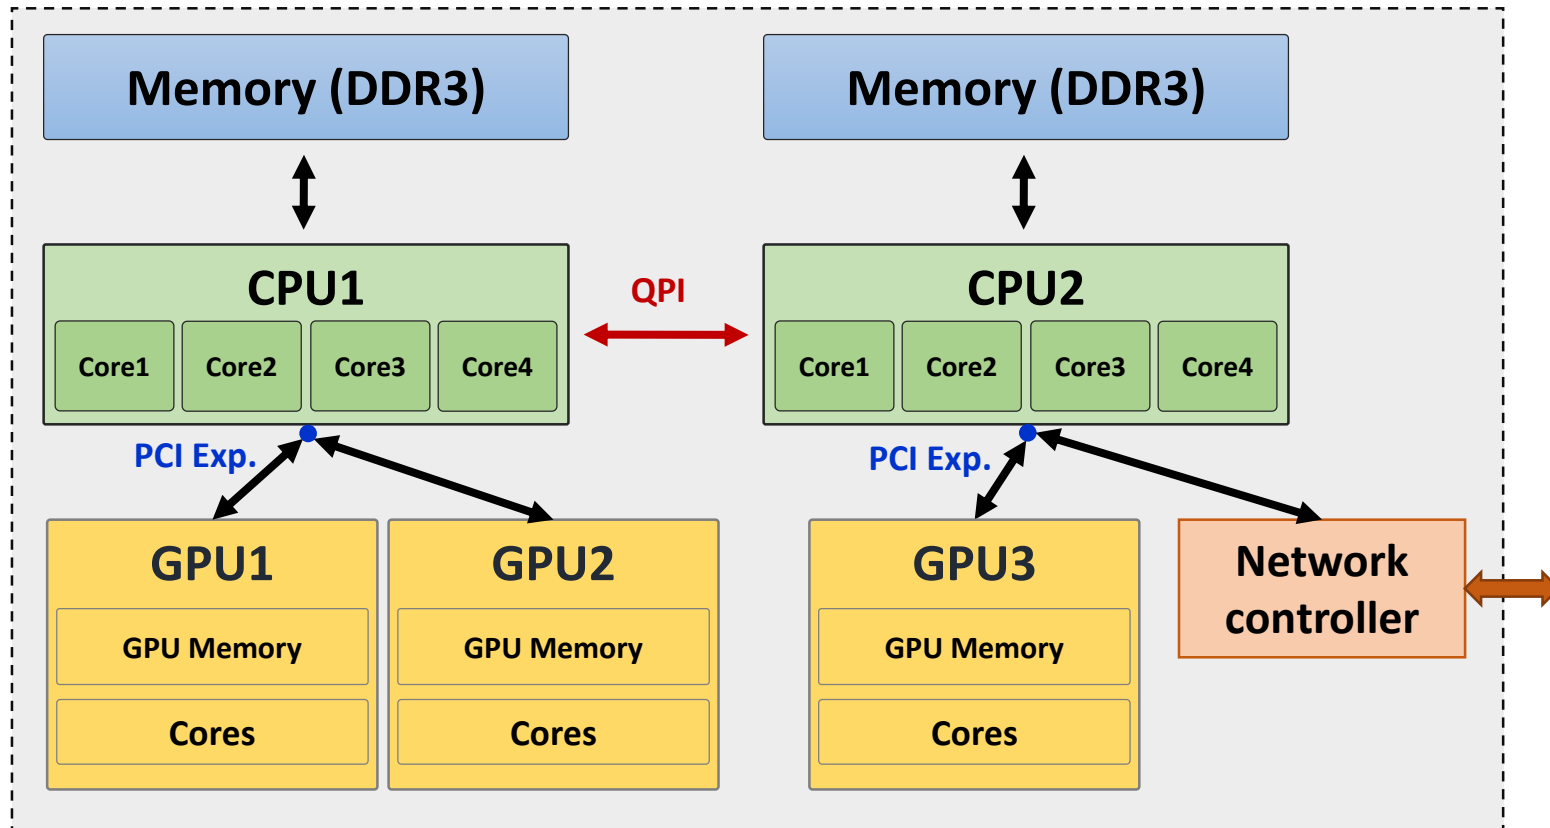 Memory (DDR3)
Memory (DDR3)
CPU1
QPI
CPU2
Core1
Core2
Core3
Core4
Core1
Core2
Core3
Core4
PCI Exp.
PCI Exp.
GPU1
GPU2
GPU3
Network
controller
GPU Memory
GPU Memory
GPU Memory
Cores
Cores
Cores